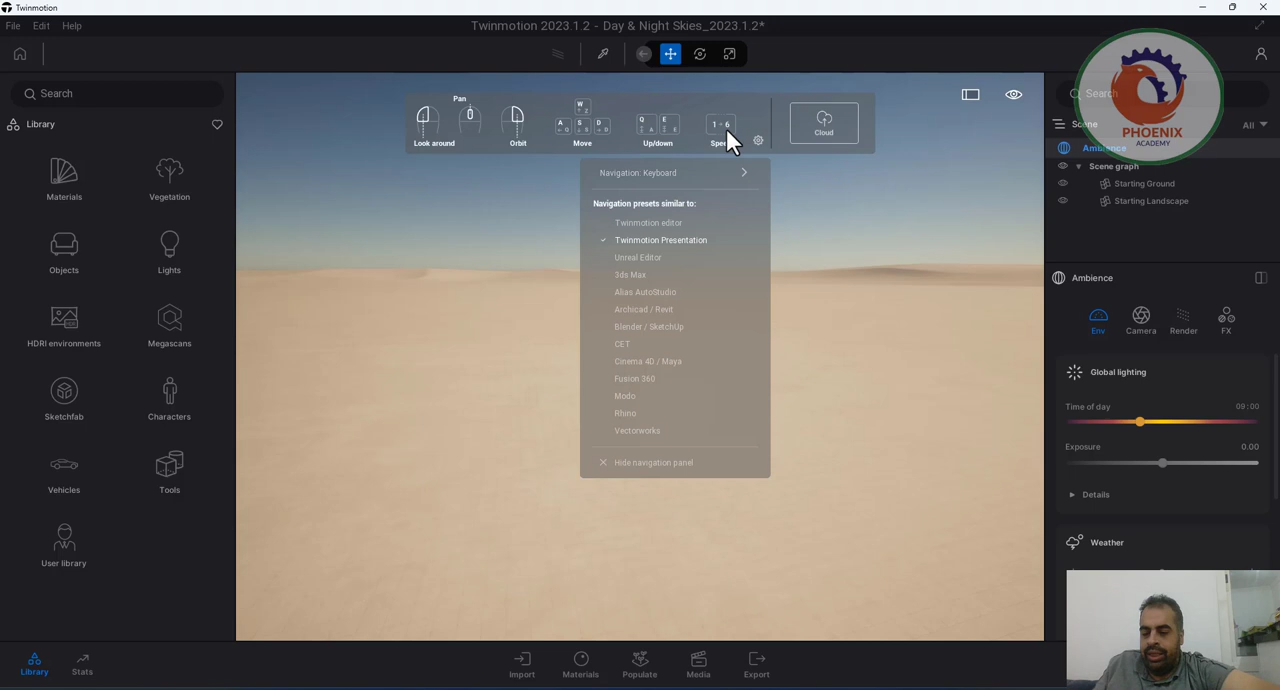 Twinmotion
File Edit Help
Twinmotion 2023.1.2 - Day & Night Skies_2023.1.2*
Search
Library
Materials
Vegetation
Objects
Lights
HDRI environments
Megascans
Sketchfab
Characters
Vehicles
Tools
User library
Pan
Look around
Orbit
W
A S D
Move
Q E
Up/down
1 - 6
Cloud
Navigation: Keyboard
Navigation presets similar to:
Twinmotion editor
Twinmotion Presentation
Unreal Editor
3ds Max
Alias AutoStudio
Archicad / Revit
Blender / SketchUp
CET
Cinema 4D / Maya
Fusion 360
Modo
Rhino
Vectorworks
Hide navigation panel
Search
PHOENIX
ACADEMY
Scene
All
Ambience
Scene graph
Starting Ground
Starting Landscape
Ambience
Env
Camera
Render
FX
Global lighting
Time of day 09:00
Exposure 0.00
Details
Weather
Library
Stats
Import
Materials
Populate
Media
Export